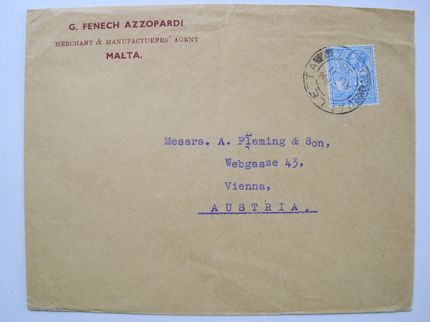 G. FENECH AZZOPARDI
MERCHANT & MANUFACTURERS' AGENT
MALTA.
Messrs. A. Fleming & Son,
Webgasse 43,
Vienna,
AUSTRIA.